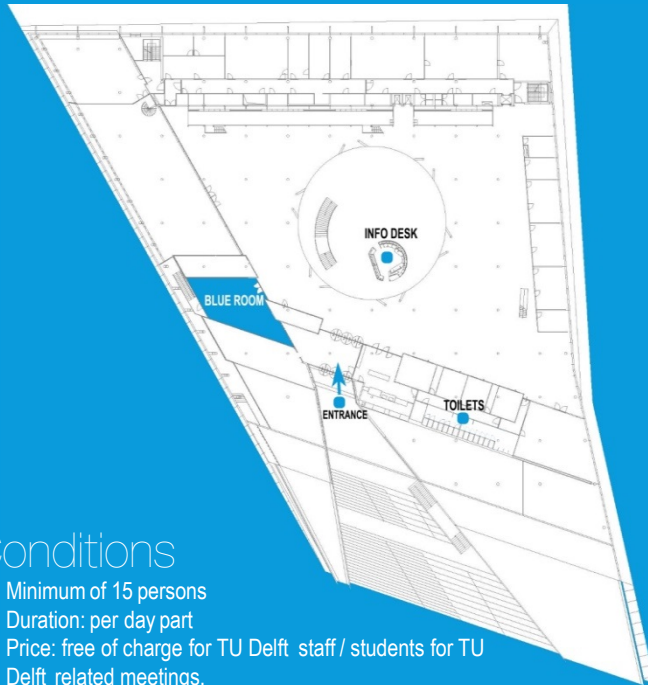 INFO DESK
BLUE ROOM
TOILETS
ENTRANCE
Conditions
Minimum of 15 persons
Duration: per day part
Price: free of charge for TU Delft staff / students for TU
Delft related meetings.